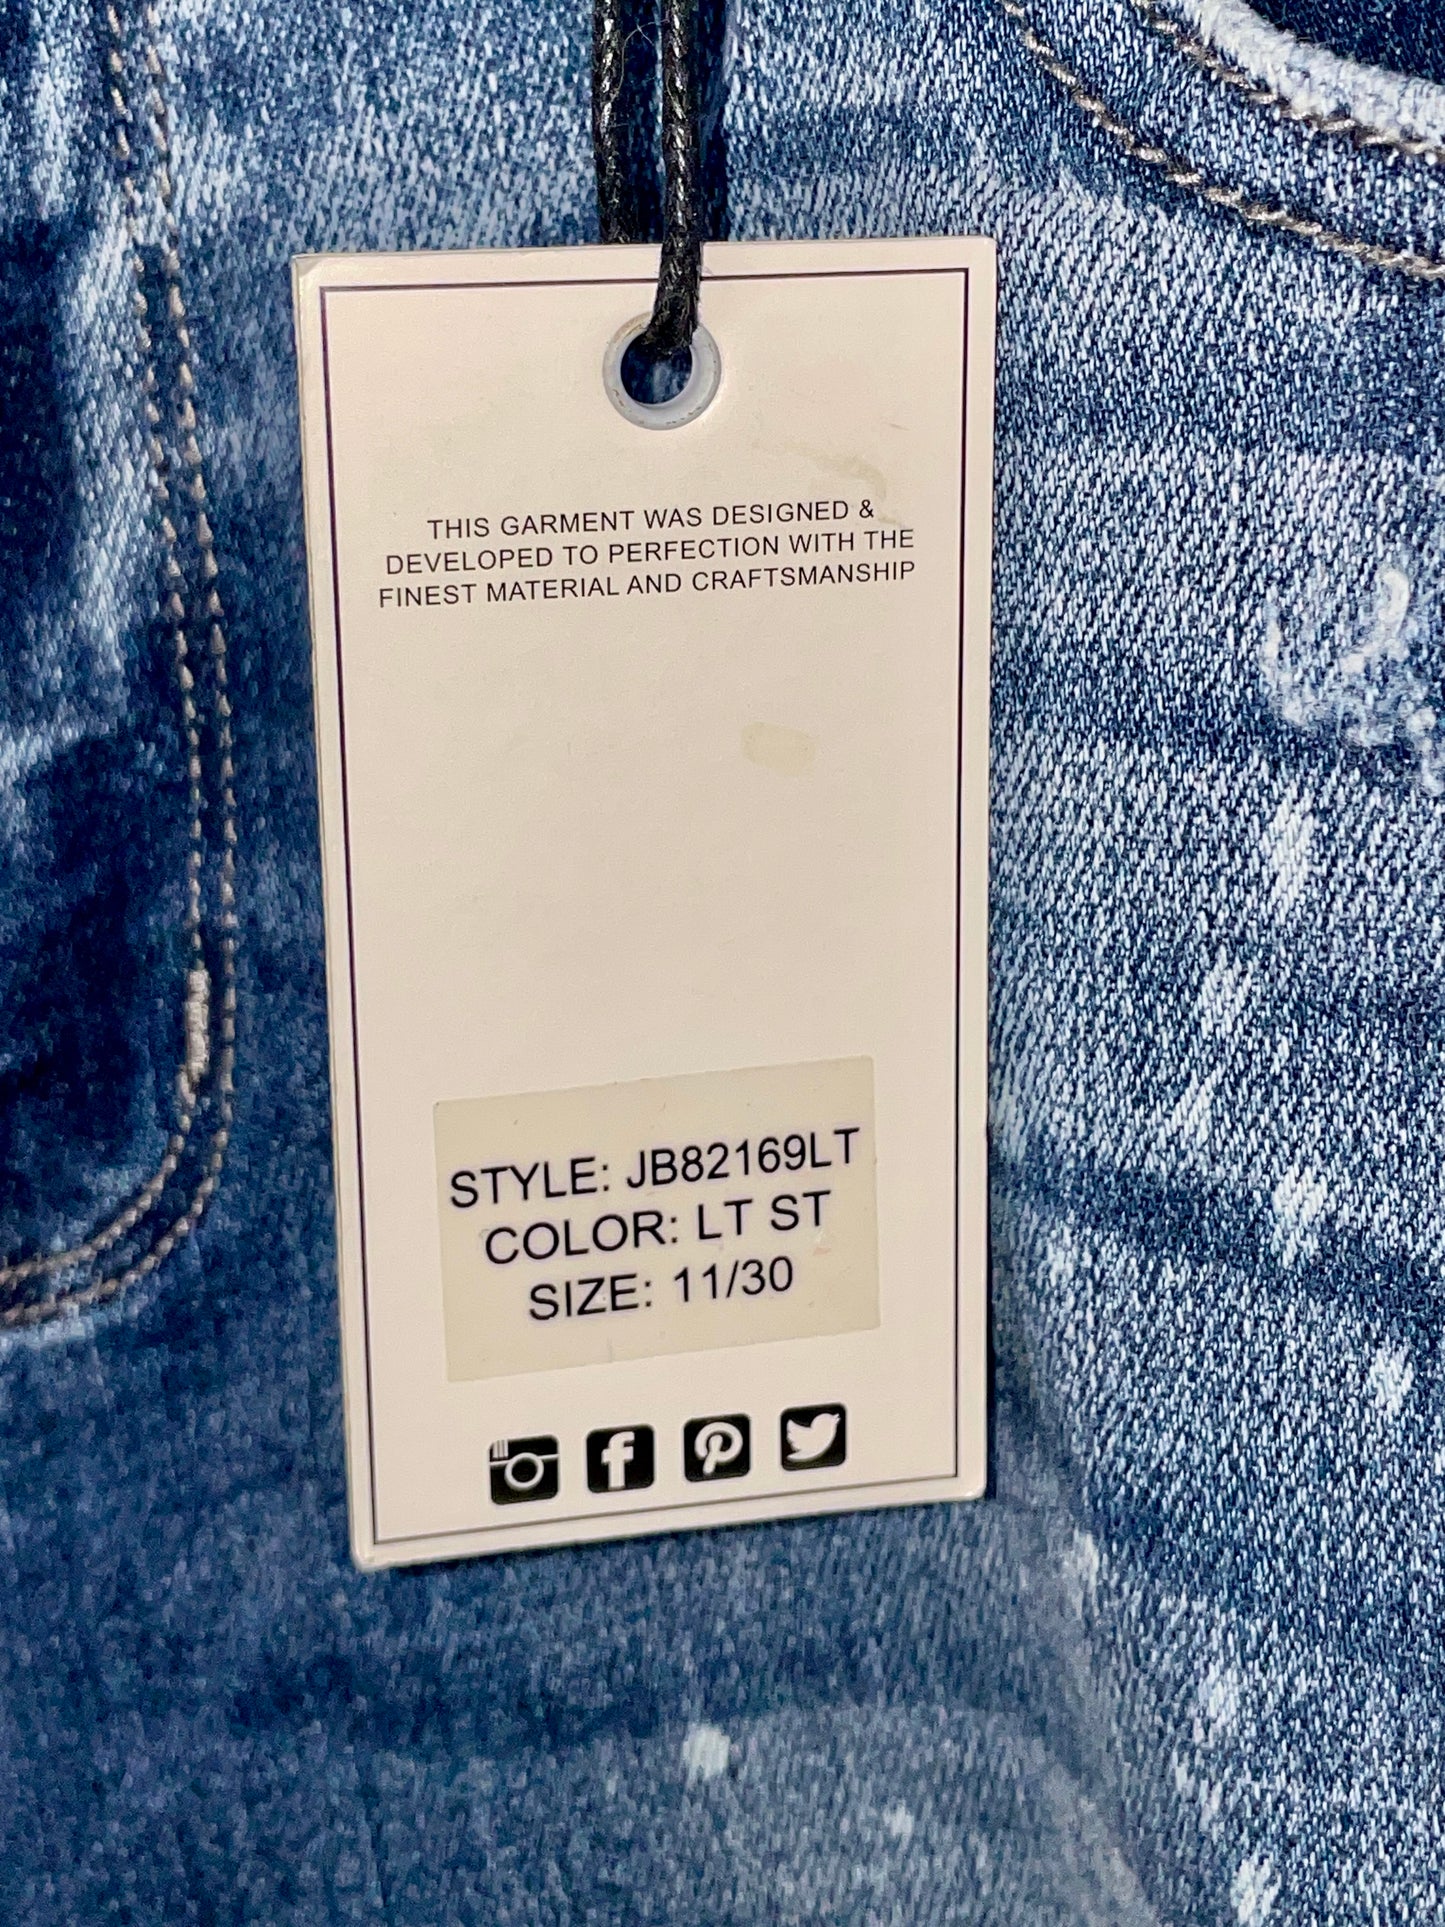 THIS GARMENT WAS DESIGNED &
DEVELOPED TO PERFECTION WITH THE
FINEST MATERIAL AND CRAFTSMANSHIP
STYLE: JB82169LT
COLOR: LT ST
SIZE: 11/30